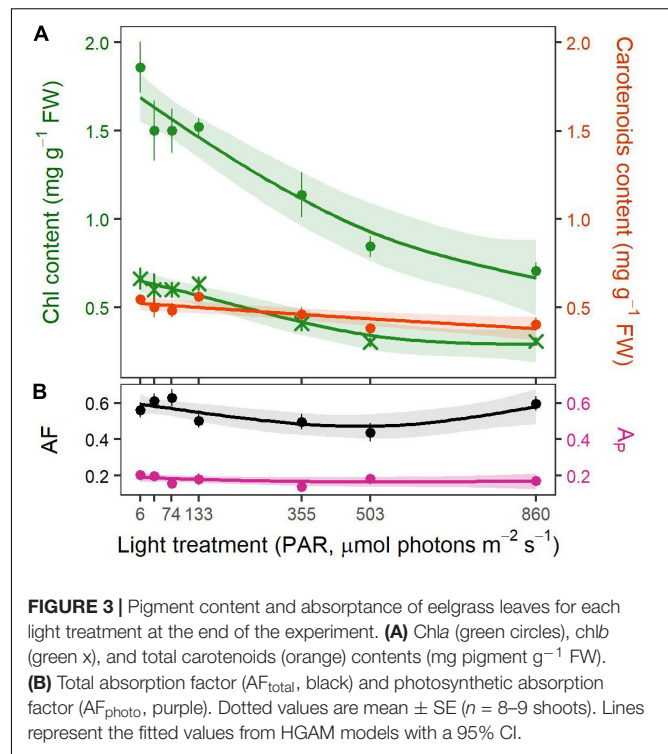 A
2.0
1.5
1.0
0.5
Chl content (mg g⁻¹ FW)
2.0
1.5
1.0
0.5
Carotenoids content (mg g⁻¹ FW)
B
0.6
0.4
0.2
AF
0.6
0.4
0.2
Aₚ
6 74 133 355 503 860
Light treatment (PAR, μmol photons m⁻² s⁻¹)
FIGURE 3 | Pigment content and absorptance of eelgrass leaves for each
light treatment at the end of the experiment. (A) Chla (green circles), chlb
(green x), and total carotenoids (orange) contents (mg pigment g⁻¹ FW).
(B) Total absorption factor (AFtotal, black) and photosynthetic absorption
factor (AFphoto, purple). Dotted values are mean ± SE (n = 8–9 shoots). Lines
represent the fitted values from HGAM models with a 95% CI.